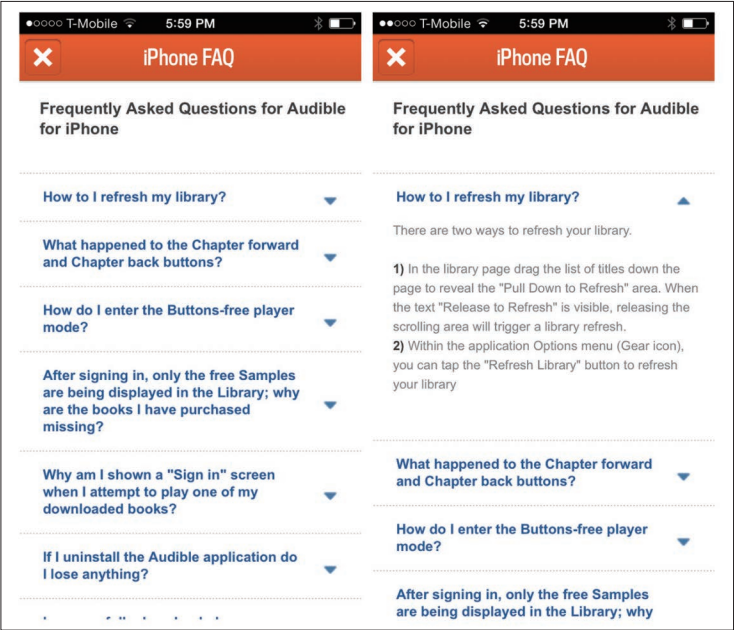 T-Mobile 5:59 PM
iPhone FAQ
Frequently Asked Questions for Audible
for iPhone
How to I refresh my library?
What happened to the Chapter forward
and Chapter back buttons?
How do I enter the Buttons-free player
mode?
After signing in, only the free Samples
are being displayed in the Library; why
are the books I have purchased
missing?
Why am I shown a "Sign in" screen
when I attempt to play one of my
downloaded books?
If I uninstall the Audible application do
I lose anything?
T-Mobile 5:59 PM
iPhone FAQ
Frequently Asked Questions for Audible
for iPhone
How to I refresh my library?
There are two ways to refresh your library.
1) In the library page drag the list of titles down the
page to reveal the "Pull Down to Refresh" area. When
the text "Release to Refresh" is visible, releasing the
scrolling area will trigger a library refresh.
2) Within the application Options menu (Gear icon),
you can tap the "Refresh Library" button to refresh
your library
What happened to the Chapter forward
and Chapter back buttons?
How do I enter the Buttons-free player
mode?
After signing in, only the free Samples
are being displayed in the Library; why